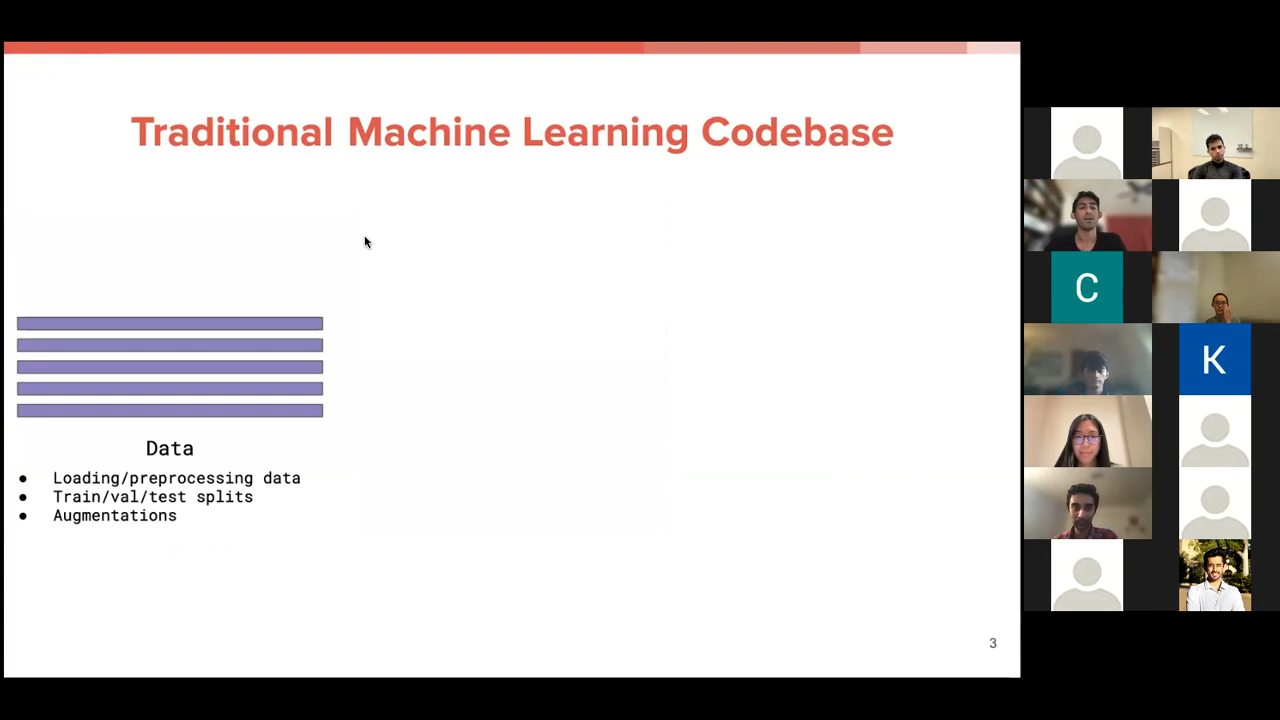 Traditional Machine Learning Codebase
Data
● Loading/preprocessing data
● Train/val/test splits
● Augmentations
3
C
K